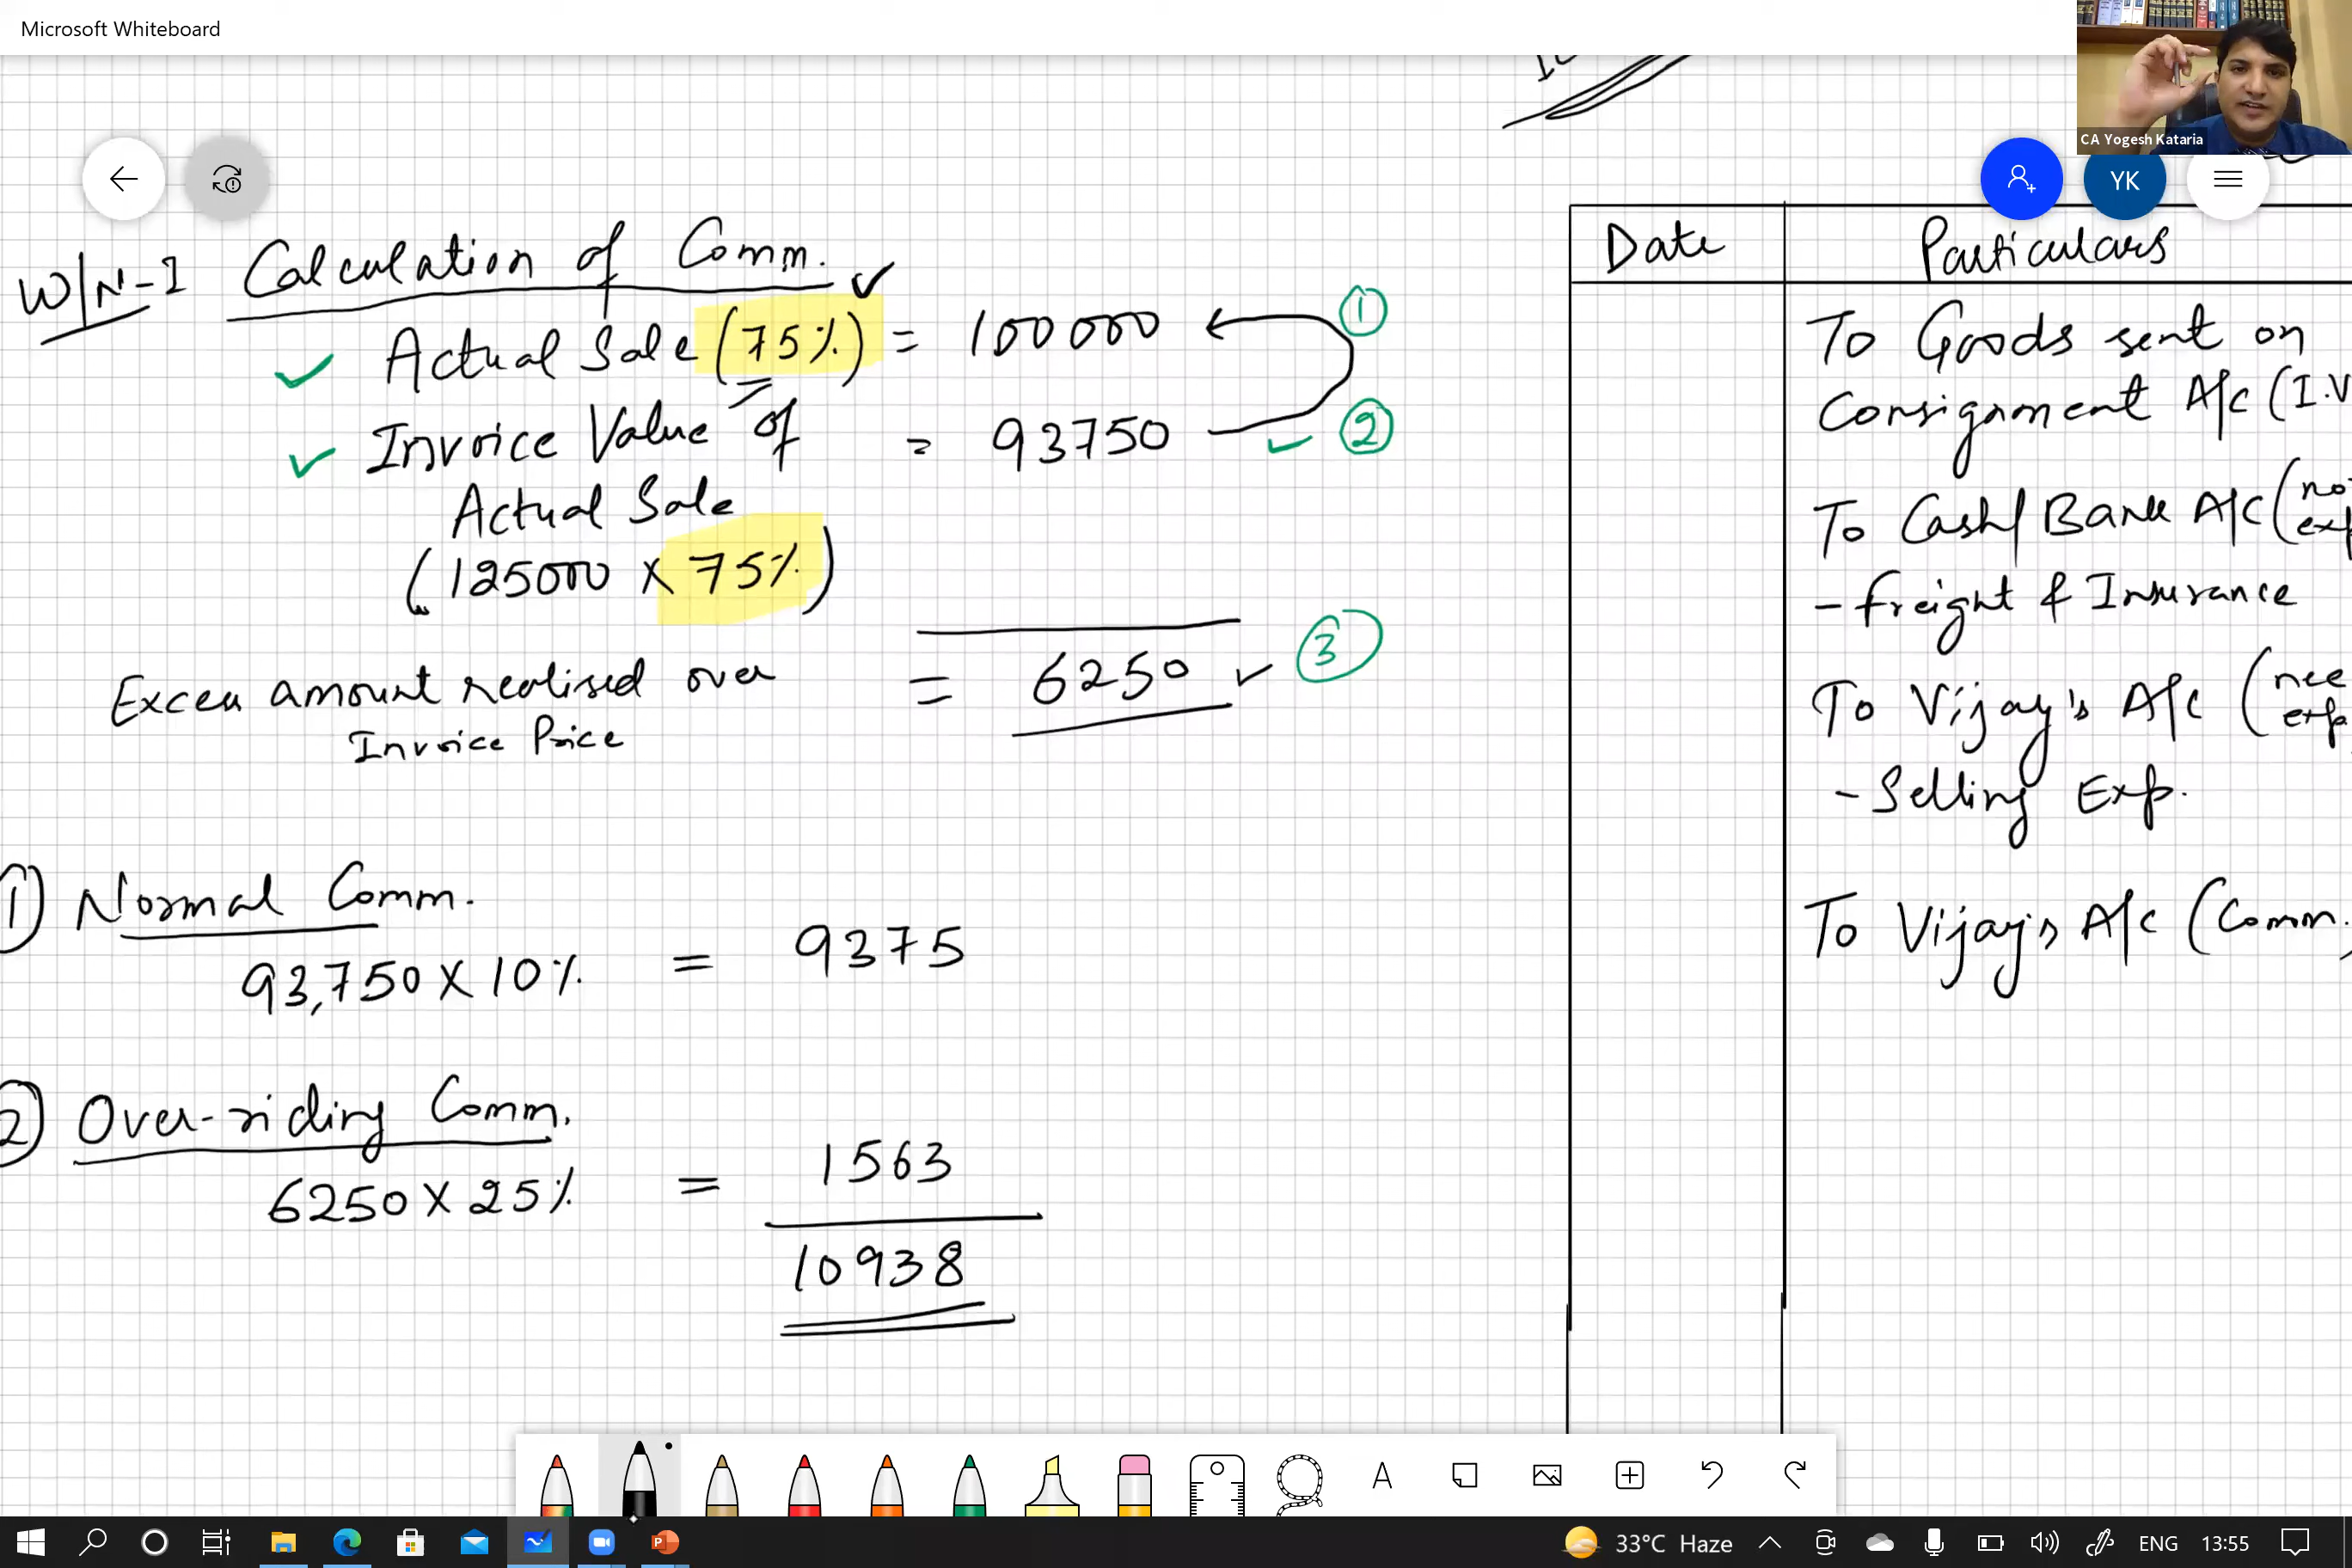 Microsoft Whiteboard
CA Yogesh Kataria
YK
W/N-1 Calculation of Comm.
Actual Sale (75%) = 100000
①
Invoice Value of = 93750
②
Actual Sale
(125000 × 75%)
Excess amount realised over = 6250
③
Invoice Price
① Normal Comm.
93,750 × 10% = 9375
② Over-riding Comm.
6250 × 25% = 1563
10938
Date
Particulars
To Goods sent on
Consignment A/c (I.V
To Cash/Bank A/c (
- freight & Insurance
To Vijay's A/c (
- Selling Exp.
To Vijay's A/c (Comm.
A
33°C Haze
ENG
13:55